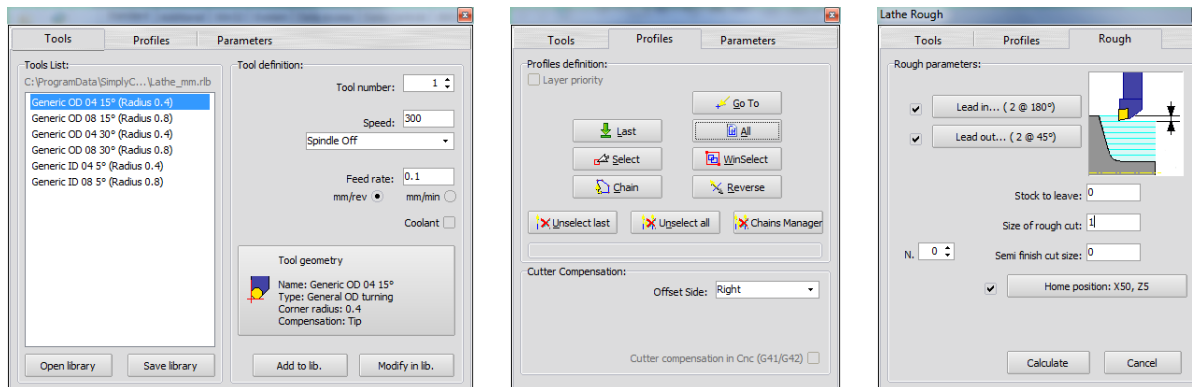 Tools
Profiles
Parameters
Tools List:
C:\ProgramData\SimplyC...\Lathe_mm.rlb
Generic OD 04 15° (Radius 0.4)
Generic OD 08 15° (Radius 0.8)
Generic OD 04 30° (Radius 0.4)
Generic OD 08 30° (Radius 0.8)
Generic ID 04 5° (Radius 0.4)
Generic ID 08 5° (Radius 0.8)
Open library
Save library
Tool definition:
Tool number: 1
Speed: 300
Spindle Off
Feed rate: 0.1
mm/rev mm/min
Coolant
Tool geometry
Name: Generic OD 04 15°
Type: General OD turning
Corner radius: 0.4
Compensation: Tip
Add to lib.
Modify in lib.
Tools
Profiles
Parameters
Profiles definition:
Layer priority
Go To
Last
All
Select
WinSelect
Chain
Reverse
Unselect last
Unselect all
Chains Manager
Cutter Compensation:
Offset Side: Right
Cutter compensation in Cnc (G41/G42)
Lathe Rough
Tools
Profiles
Rough
Rough parameters:
Lead in... ( 2 @ 180°)
Lead out... ( 2 @ 45°)
Stock to leave: 0
Size of rough cut: 1
N. 0
Semi finish cut size: 0
Home position: X50, Z5
Calculate
Cancel